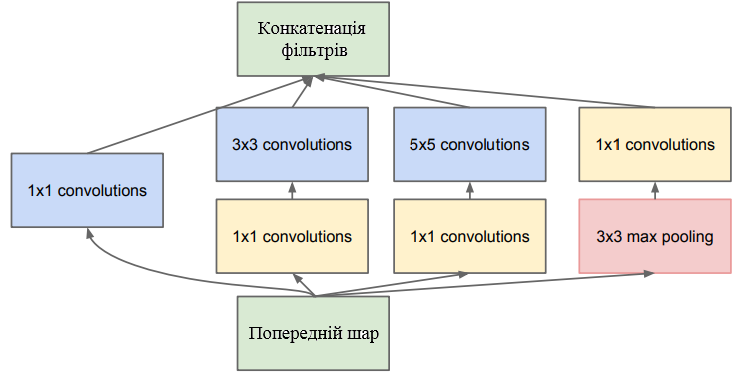 Конкатенація
фільтрів
3x3 convolutions
5x5 convolutions
1x1 convolutions
1x1 convolutions
1x1 convolutions
1x1 convolutions
3x3 max pooling
Попередній шар